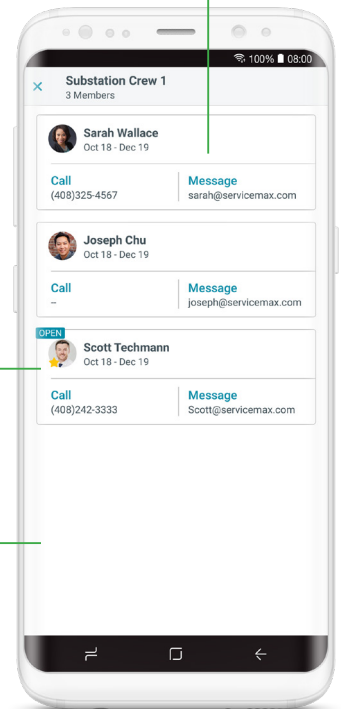 100% 08:00
Substation Crew 1
3 Members
Sarah Wallace
Oct 18 - Dec 19
Call Message
(408)325-4567 sarah@servicemax.com
Joseph Chu
Oct 18 - Dec 19
Call Message
– joseph@servicemax.com
OPEN
Scott Techmann
Oct 18 - Dec 19
Call Message
(408)242-3333 Scott@servicemax.com